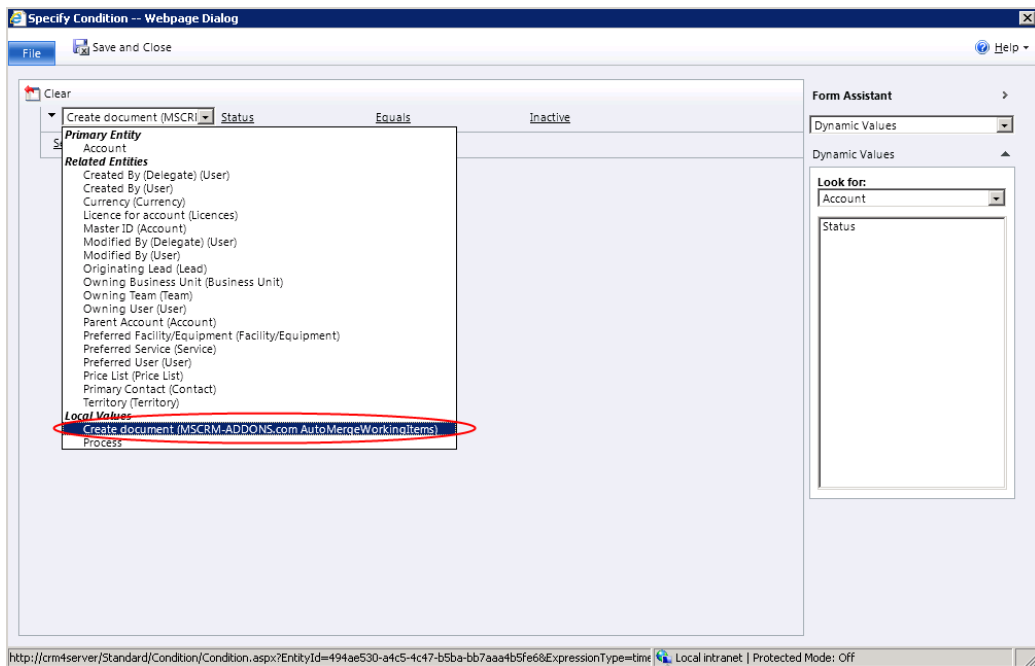 Specify Condition -- Webpage Dialog
File
Save and Close
Help
Clear
Create document (MSCRI Status Equals Inactive
Primary Entity
Account
Related Entities
Created By (Delegate) (User)
Created By (User)
Currency (Currency)
Licence for account (Licences)
Master ID (Account)
Modified By (Delegate) (User)
Modified By (User)
Originating Lead (Lead)
Owning Business Unit (Business Unit)
Owning Team (Team)
Owning User (User)
Parent Account (Account)
Preferred Facility/Equipment (Facility/Equipment)
Preferred Service (Service)
Preferred User (User)
Price List (Price List)
Primary Contact (Contact)
Territory (Territory)
Local Values
Create document (MSCRM-ADDONS.com AutoMergeWorkingItems)
Process
Form Assistant
Dynamic Values
Dynamic Values
Look for:
Account
Status
http://crm4server/Standard/Condition/Condition.aspx?EntityId=494ae530-a4c5-4c47-b5ba-bb7aaa4b5fe6&ExpressionType=time Local intranet | Protected Mode: Off